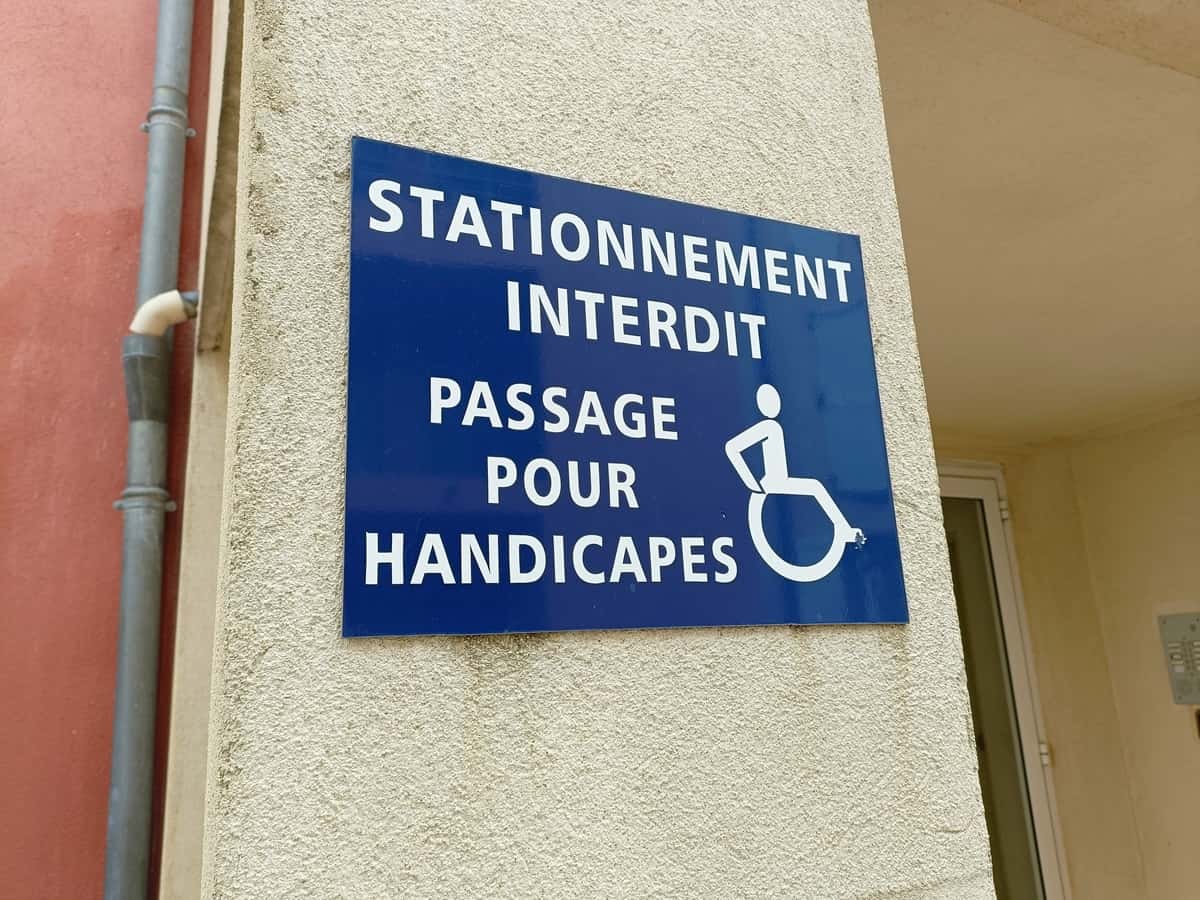 STATIONNEMENT
INTERDIT
PASSAGE
POUR
HANDICAPES